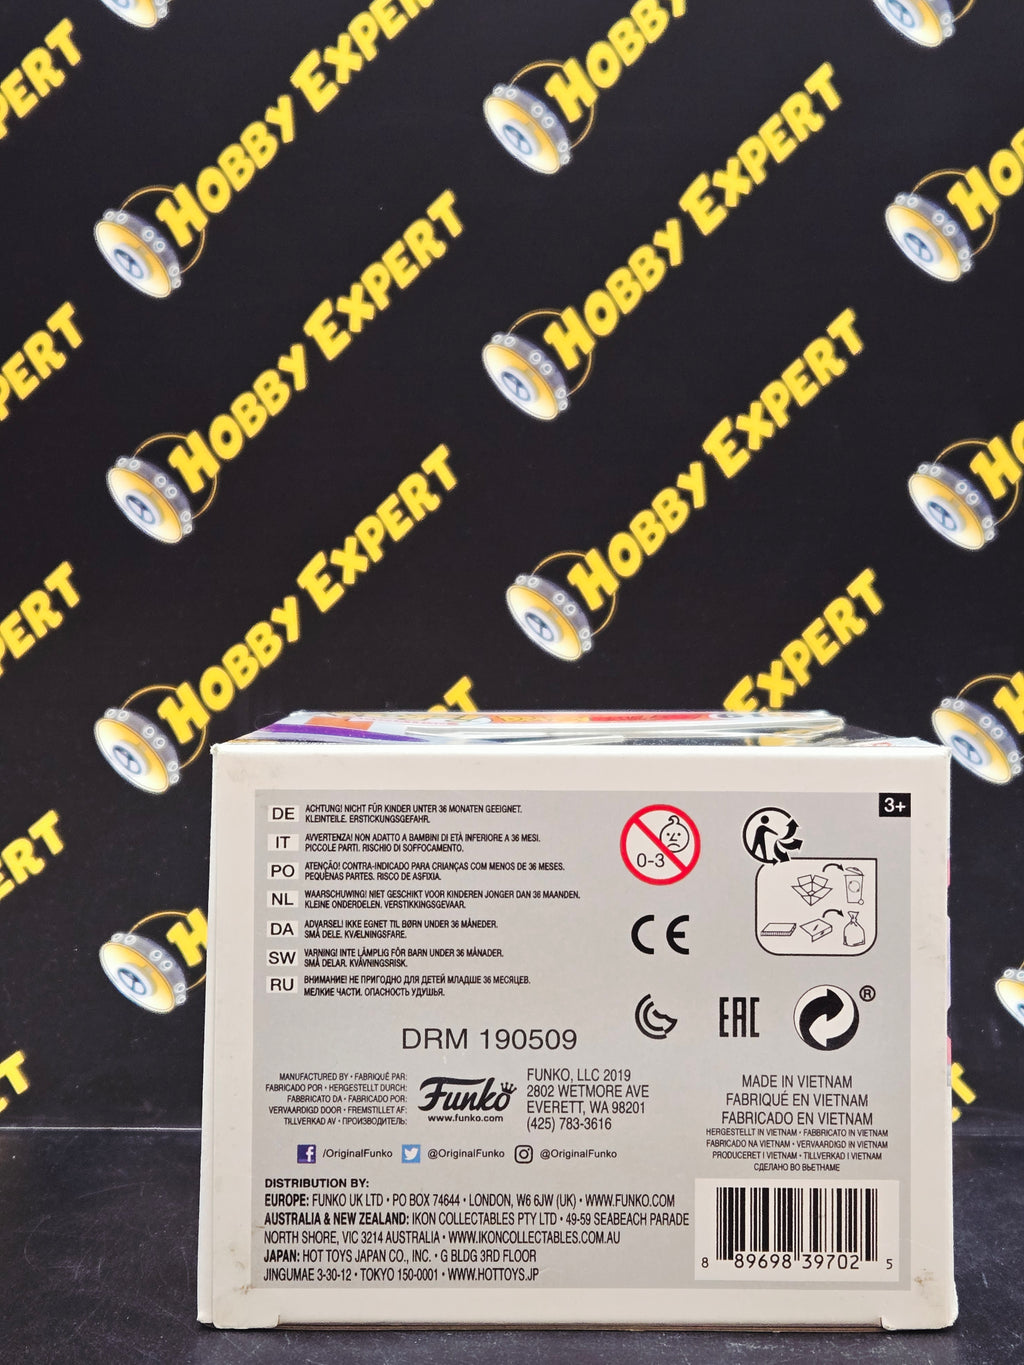 HOBBY EXPERT
HOBBY EXPERT
HOBBY EXPERT
HOBBY EXPERT
HOBBY EXPERT
HOBBY EXPERT
HOBBY EXPERT
3+
DE ACHTUNG! NICHT FÜR KINDER UNTER 36 MONATEN GEEIGNET.
KLEINTEILE. ERSTICKUNGSGEFAHR.
IT AVVERTENZA! NON ADATTO A BAMBINI DI ETÀ INFERIORE A 36 MESI.
PICCOLE PARTI. RISCHIO DI SOFFOCAMENTO.
PO ATENÇÃO! CONTRA-INDICADO PARA CRIANÇAS COM MENOS DE 36 MESES.
PEQUENAS PARTES. RISCO DE ASFIXIA.
NL WAARSCHUWING! NIET GESCHIKT VOOR KINDEREN JONGER DAN 36 MAANDEN.
KLEINE ONDERDELEN. VERSTIKKINGSGEVAAR.
DA ADVARSEL! IKKE EGNET TIL BØRN UNDER 36 MÅNEDER.
SMÅ DELE. KVÆLNINGSFARE.
SW VARNING! INTE LÄMPLIG FÖR BARN UNDER 36 MÅNADER.
SMÅ DELAR. KVÄVNINGSRISK.
RU ВНИМАНИЕ! НЕ ПРИГОДНО ДЛЯ ДЕТЕЙ МЛАДШЕ 36 МЕСЯЦЕВ.
МЕЛКИЕ ЧАСТИ. ОПАСНОСТЬ УДУШЬЯ.
0-3
CE
EAC
®
DRM 190509
MANUFACTURED BY • FABRIQUÉ PAR:
FABRICADO POR • HERGESTELLT DURCH:
FABBRICATO DA • FABRICADO POR:
VERVAARDIGD DOOR • FREMSTILLET AF:
TILLVERKAD AV • ПРОИЗВОДИТЕЛЬ:
Funko
www.funko.com
FUNKO, LLC 2019
2802 WETMORE AVE
EVERETT, WA 98201
(425) 783-3616
MADE IN VIETNAM
FABRIQUÉ EN VIETNAM
FABRICADO EN VIETNAM
HERGESTELLT IN VIETNAM • FABBRICATO IN VIETNAM
FABRICADO NA VIETNAM • VERVAARDIGD IN VIETNAM
PRODUCERET I VIETNAM • TILLVERKAD I VIETNAM
СДЕЛАНО ВО ВЬЕТНАМЕ
/OriginalFunko @OriginalFunko @OriginalFunko
DISTRIBUTION BY:
EUROPE: FUNKO UK LTD • PO BOX 74644 • LONDON, W6 6JW (UK) • WWW.FUNKO.COM
AUSTRALIA & NEW ZEALAND: IKON COLLECTABLES PTY LTD • 49-59 SEABEACH PARADE
NORTH SHORE, VIC 3214 AUSTRALIA • WWW.IKONCOLLECTABLES.COM.AU
JAPAN: HOT TOYS JAPAN CO., INC. • G BLDG 3RD FLOOR
JINGUMAE 3-30-12 • TOKYO 150-0001 • WWW.HOTTOYS.JP
8 89698 39702 5